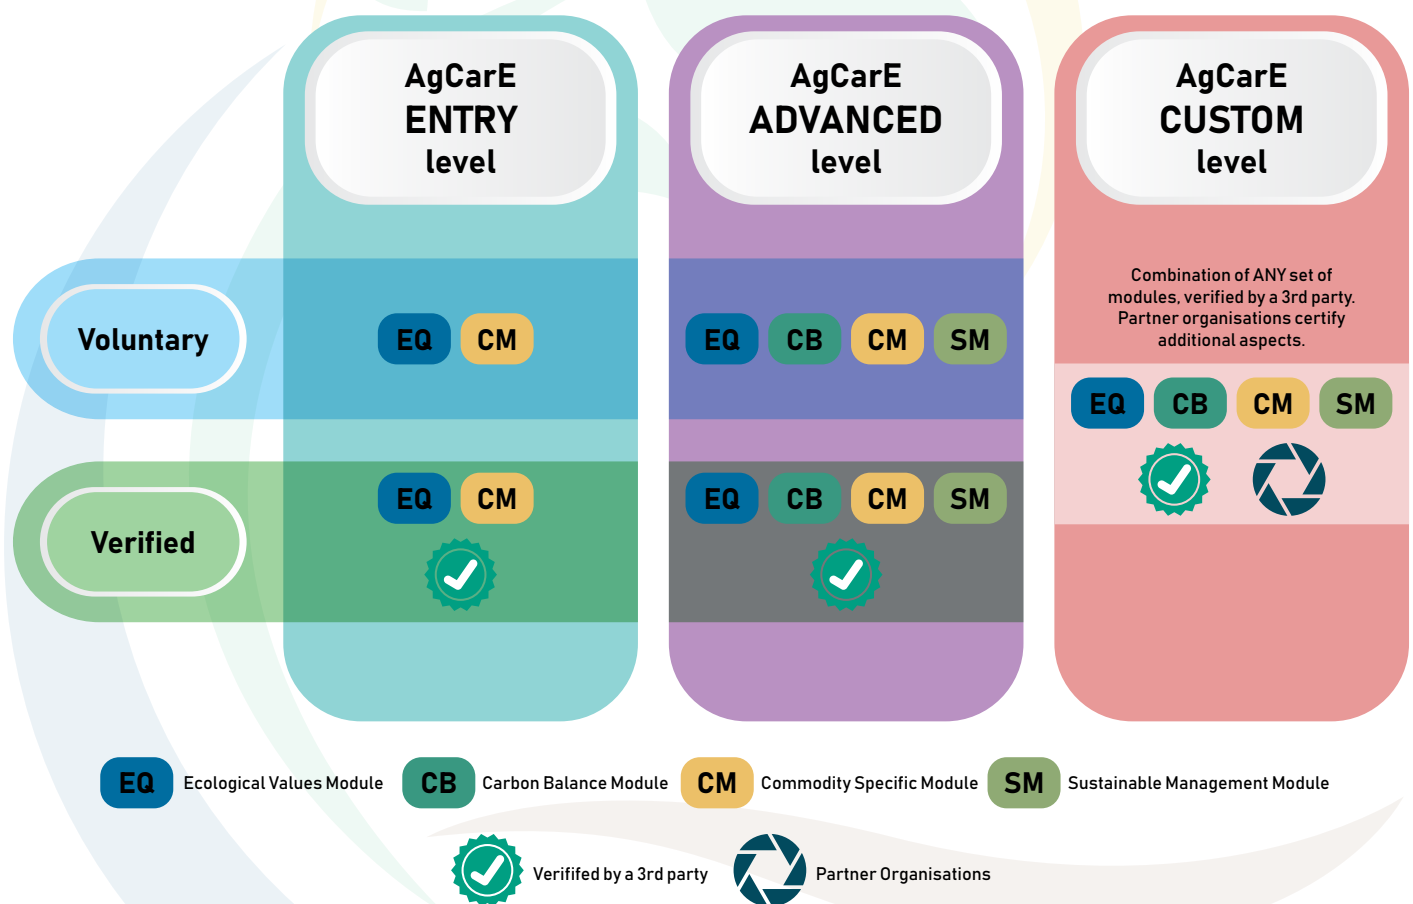 AgCarE
ENTRY
level
AgCarE
ADVANCED
level
AgCarE
CUSTOM
level
Voluntary
EQ CM
EQ CB CM SM
Combination of ANY set of
modules, verified by a 3rd party.
Partner organisations certify
additional aspects.
EQ CB CM SM
Verified
EQ CM
EQ CB CM SM
EQ Ecological Values Module CB Carbon Balance Module CM Commodity Specific Module SM Sustainable Management Module
Verififed by a 3rd party Partner Organisations